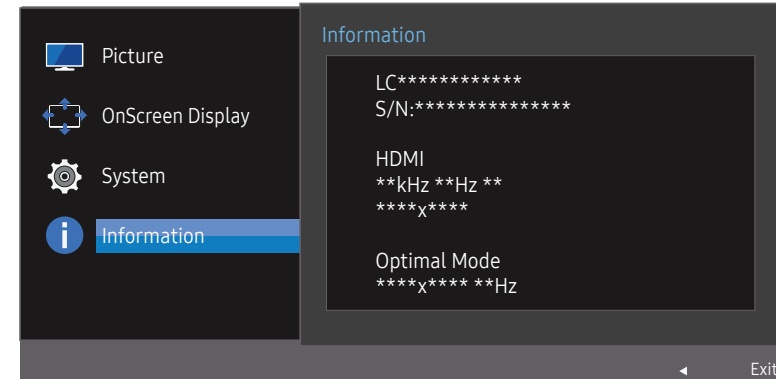 Picture
OnScreen Display
System
Information
Information
LC************
S/N:***************
HDMI
**kHz **Hz **
****x****
Optimal Mode
****x**** **Hz
Exit